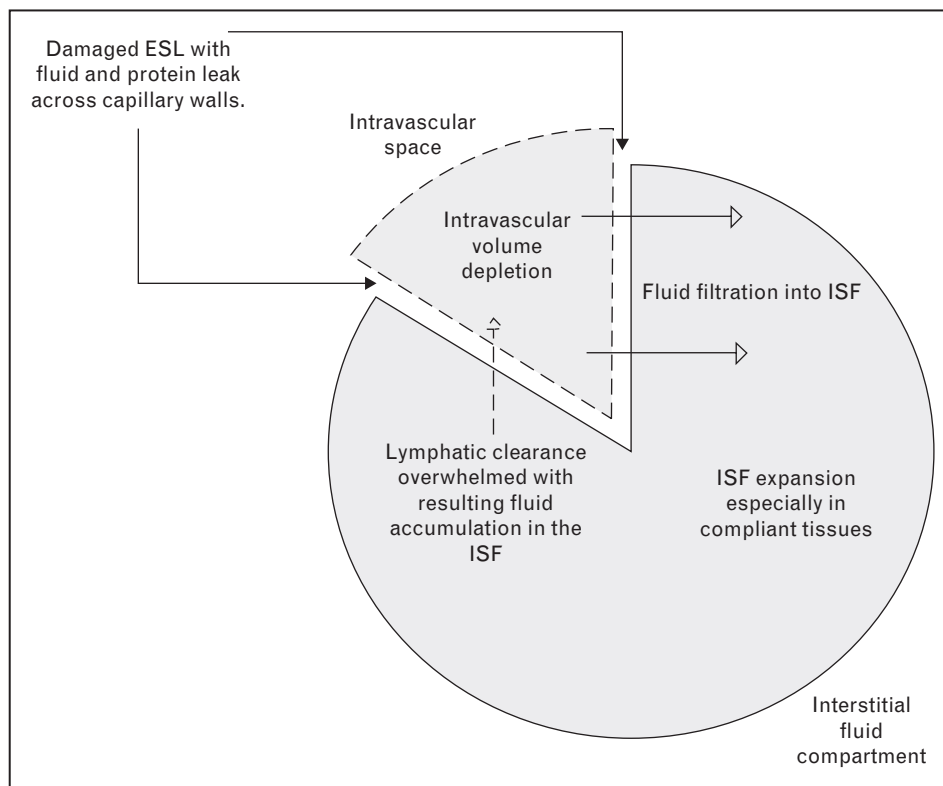 Damaged ESL with
fluid and protein leak
across capillary walls.
Intravascular
space
Intravascular
volume
depletion
Fluid filtration into ISF
Lymphatic clearance
overwhelmed with
resulting fluid
accumulation in the
ISF
ISF expansion
especially in
compliant tissues
Interstitial
fluid
compartment